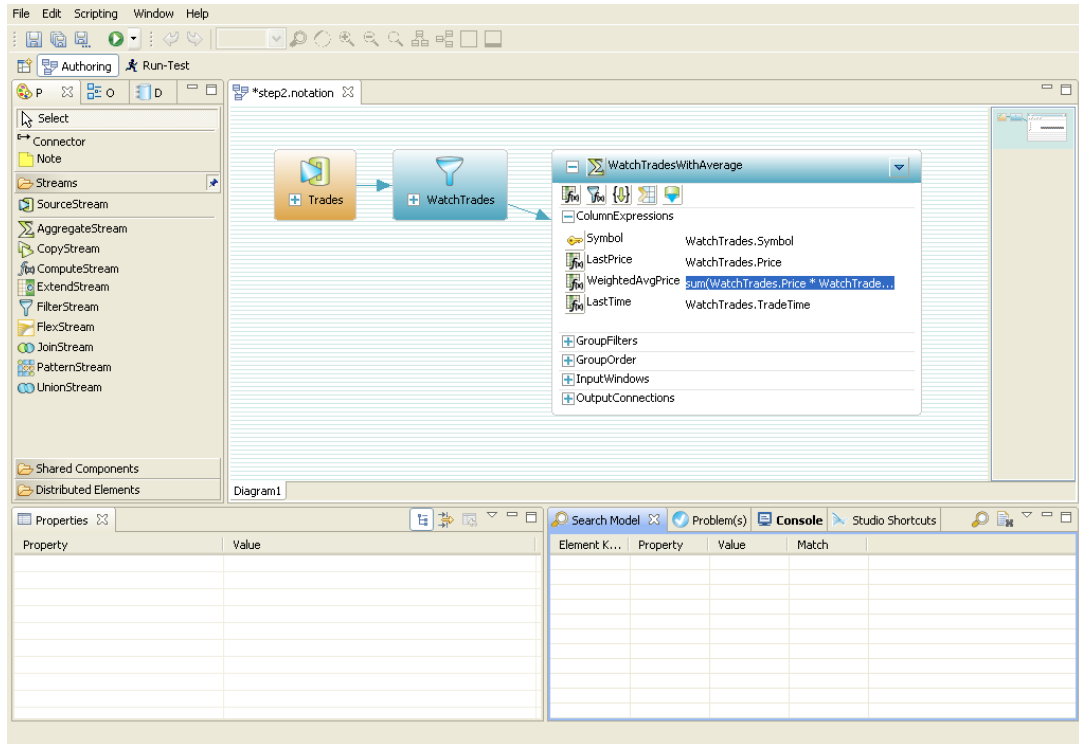 File Edit Scripting Window Help
Authoring Run-Test
P O D
*step2.notation
Select
Connector
Note
Streams
SourceStream
AggregateStream
CopyStream
ComputeStream
ExtendStream
FilterStream
FlexStream
JoinStream
PatternStream
UnionStream
Shared Components
Distributed Elements
Trades
WatchTrades
WatchTradesWithAverage
ColumnExpressions
Symbol WatchTrades.Symbol
LastPrice WatchTrades.Price
WeightedAvgPrice sum(WatchTrades.Price * WatchTrade...
LastTime WatchTrades.TradeTime
GroupFilters
GroupOrder
InputWindows
OutputConnections
Diagram1
Properties
Property Value
Search Model Problem(s) Console Studio Shortcuts
Element K... Property Value Match